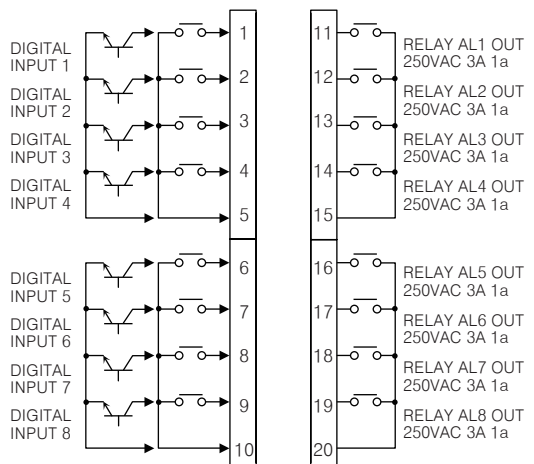 DIGITAL
INPUT 1
DIGITAL
INPUT 2
DIGITAL
INPUT 3
DIGITAL
INPUT 4
1
2
3
4
5
11
12
13
14
15
RELAY AL1 OUT
250VAC 3A 1a
RELAY AL2 OUT
250VAC 3A 1a
RELAY AL3 OUT
250VAC 3A 1a
RELAY AL4 OUT
250VAC 3A 1a
DIGITAL
INPUT 5
DIGITAL
INPUT 6
DIGITAL
INPUT 7
DIGITAL
INPUT 8
6
7
8
9
10
16
17
18
19
20
RELAY AL5 OUT
250VAC 3A 1a
RELAY AL6 OUT
250VAC 3A 1a
RELAY AL7 OUT
250VAC 3A 1a
RELAY AL8 OUT
250VAC 3A 1a